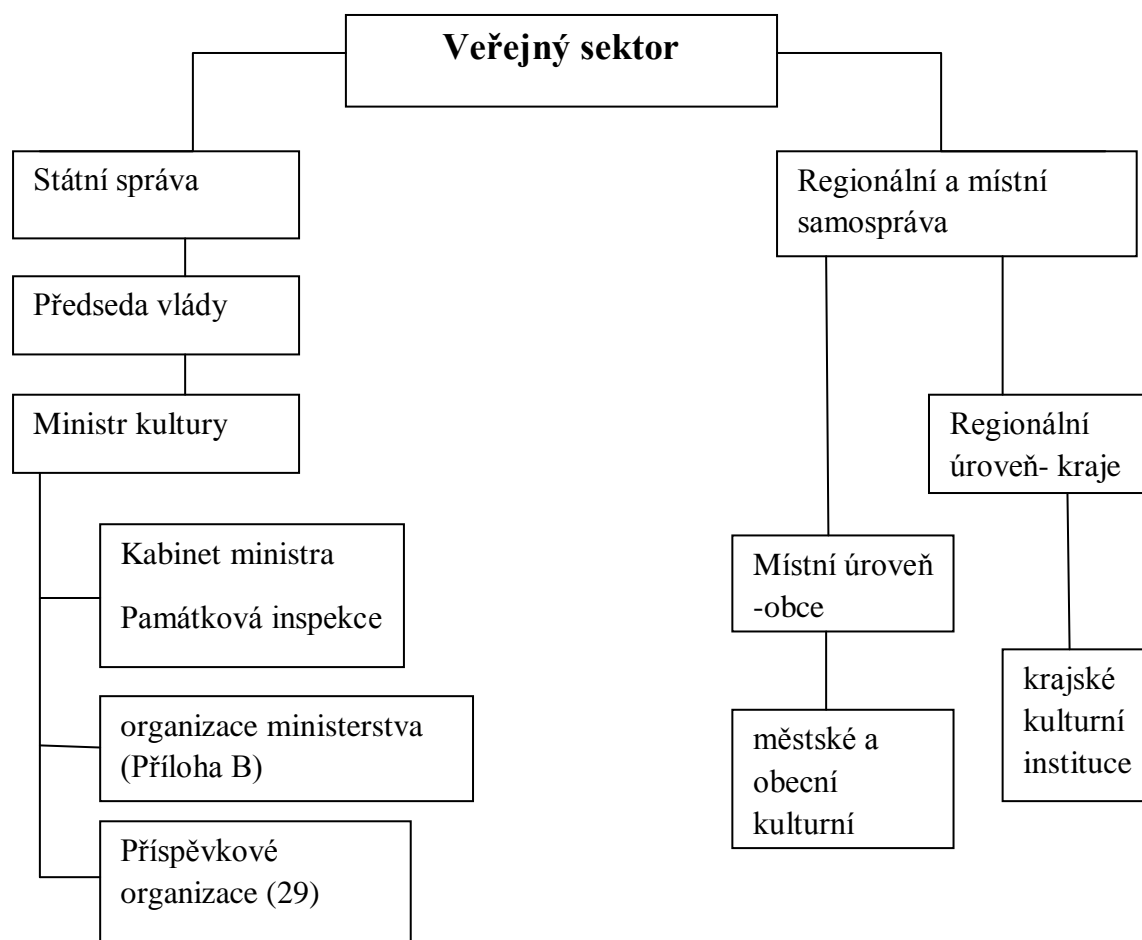 Veřejný sektor
Státní správa
Předseda vlády
Ministr kultury
Kabinet ministra
Památková inspekce
organizace ministerstva
(Příloha B)
Příspěvkové
organizace (29)
Regionální a místní
samospráva
Místní úroveň
-obce
městské a
obecní
kulturní
Regionální
úroveň- kraje
krajské
kulturní
instituce